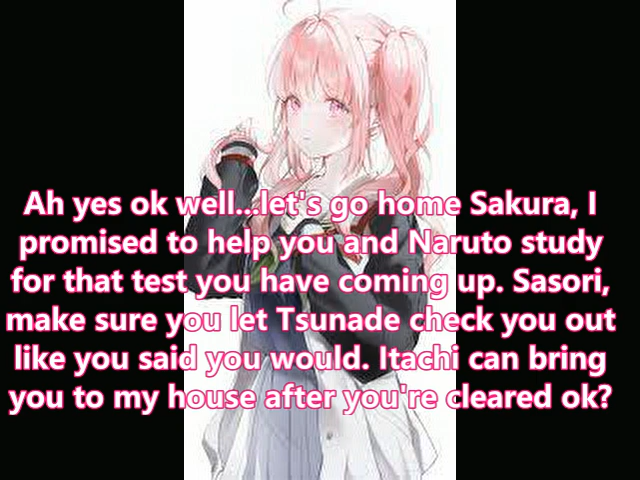 Ah yes ok well...let's go home Sakura, I
promised to help you and Naruto study
for that test you have coming up. Sasori,
make sure you let Tsunade check you out
like you said you would. Itachi can bring
you to my house after you're cleared ok?